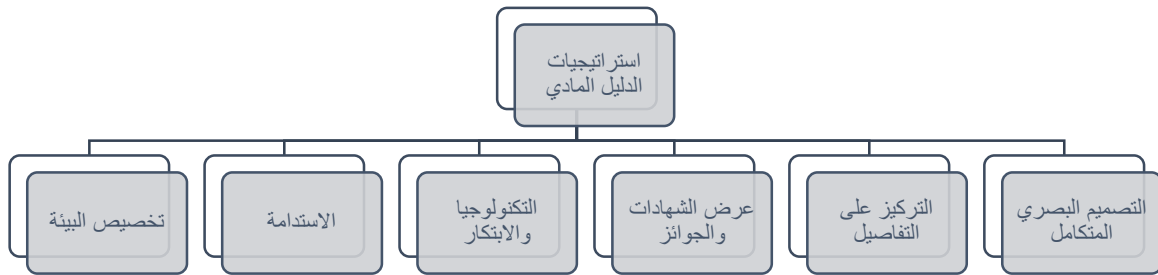 استراتيجيات
الدليل المادي
التصميم البصري
المتكامل
التركيز على
التفاصيل
عرض الشهادات
والجوائز
التكنولوجيا
والابتكار
الاستدامة
تخصيص البيئة